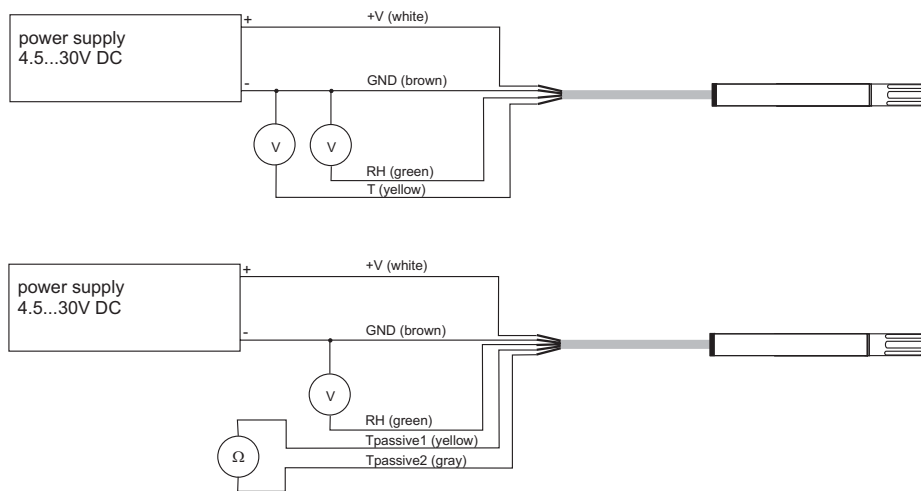 +V (white)
+
power supply
4.5...30V DC
-
GND (brown)
V
V
RH (green)
T (yellow)
+V (white)
+
power supply
4.5...30V DC
-
GND (brown)
V
RH (green)
Tpassive1 (yellow)
Ω
Tpassive2 (gray)